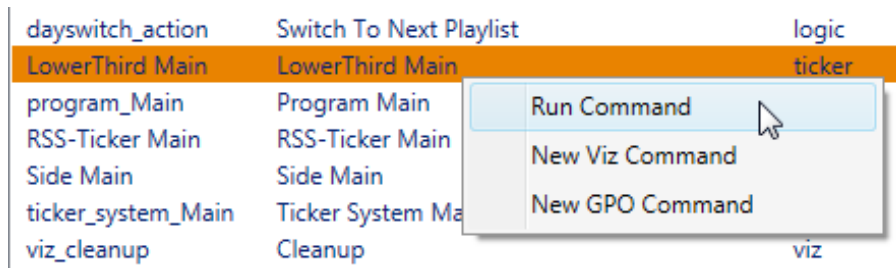 dayswitch_action Switch To Next Playlist logic
LowerThird Main LowerThird Main ticker
program_Main Program Main
Run Command
RSS-Ticker Main RSS-Ticker Main
New Viz Command
Side Main Side Main
New GPO Command
ticker_system_Main Ticker System Ma
viz_cleanup Cleanup viz